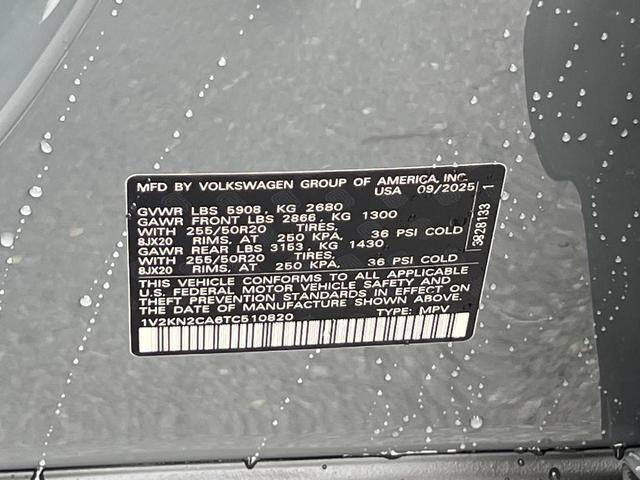 MFD BY VOLKSWAGEN GROUP OF AMERICA, INC.
USA 09/2025
GVWR LBS 5908, KG 2680
GAWR FRONT LBS 2866, KG 1300
WITH 255/50R20 TIRES,
8JX20 RIMS, AT 250 KPA, 36 PSI COLD
GAWR REAR LBS 3153, KG 1430
WITH 255/50R20 TIRES,
8JX20 RIMS, AT 250 KPA, 36 PSI COLD
THIS VEHICLE CONFORMS TO ALL APPLICABLE
U.S. FEDERAL MOTOR VEHICLE SAFETY AND
THEFT PREVENTION STANDARDS IN EFFECT ON
THE DATE OF MANUFACTURE SHOWN ABOVE.
1V2KN2CA6TC510820 TYPE: MPV
3828133 1